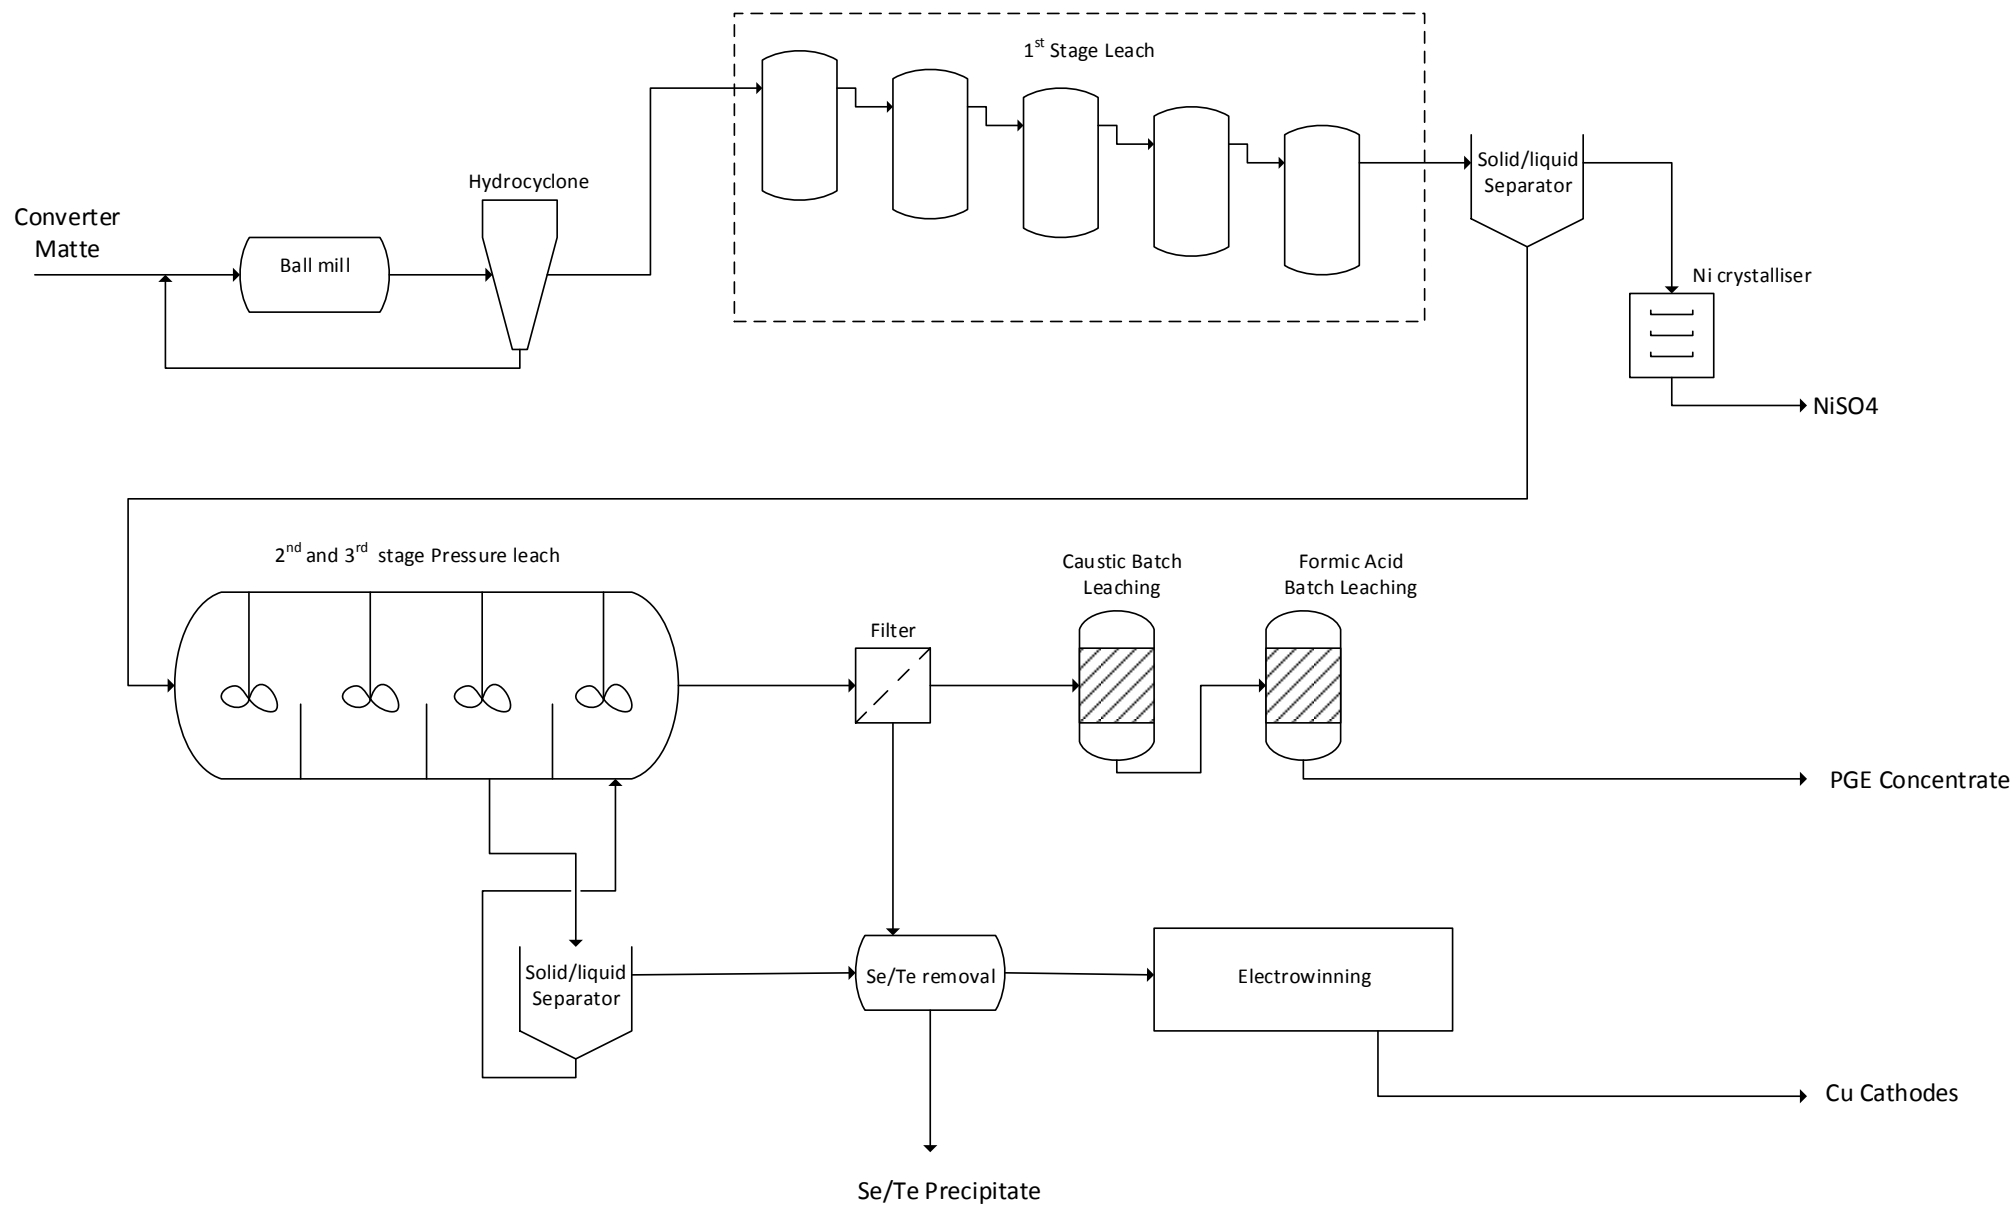 1st Stage Leach
Hydrocyclone
Solid/liquid
Separator
Converter
Matte
Ball mill
Ni crystalliser
NiSO4
2nd and 3rd stage Pressure leach
Caustic Batch
Leaching
Formic Acid
Batch Leaching
Filter
PGE Concentrate
Solid/liquid
Separator
Se/Te removal
Electrowinning
Cu Cathodes
Se/Te Precipitate